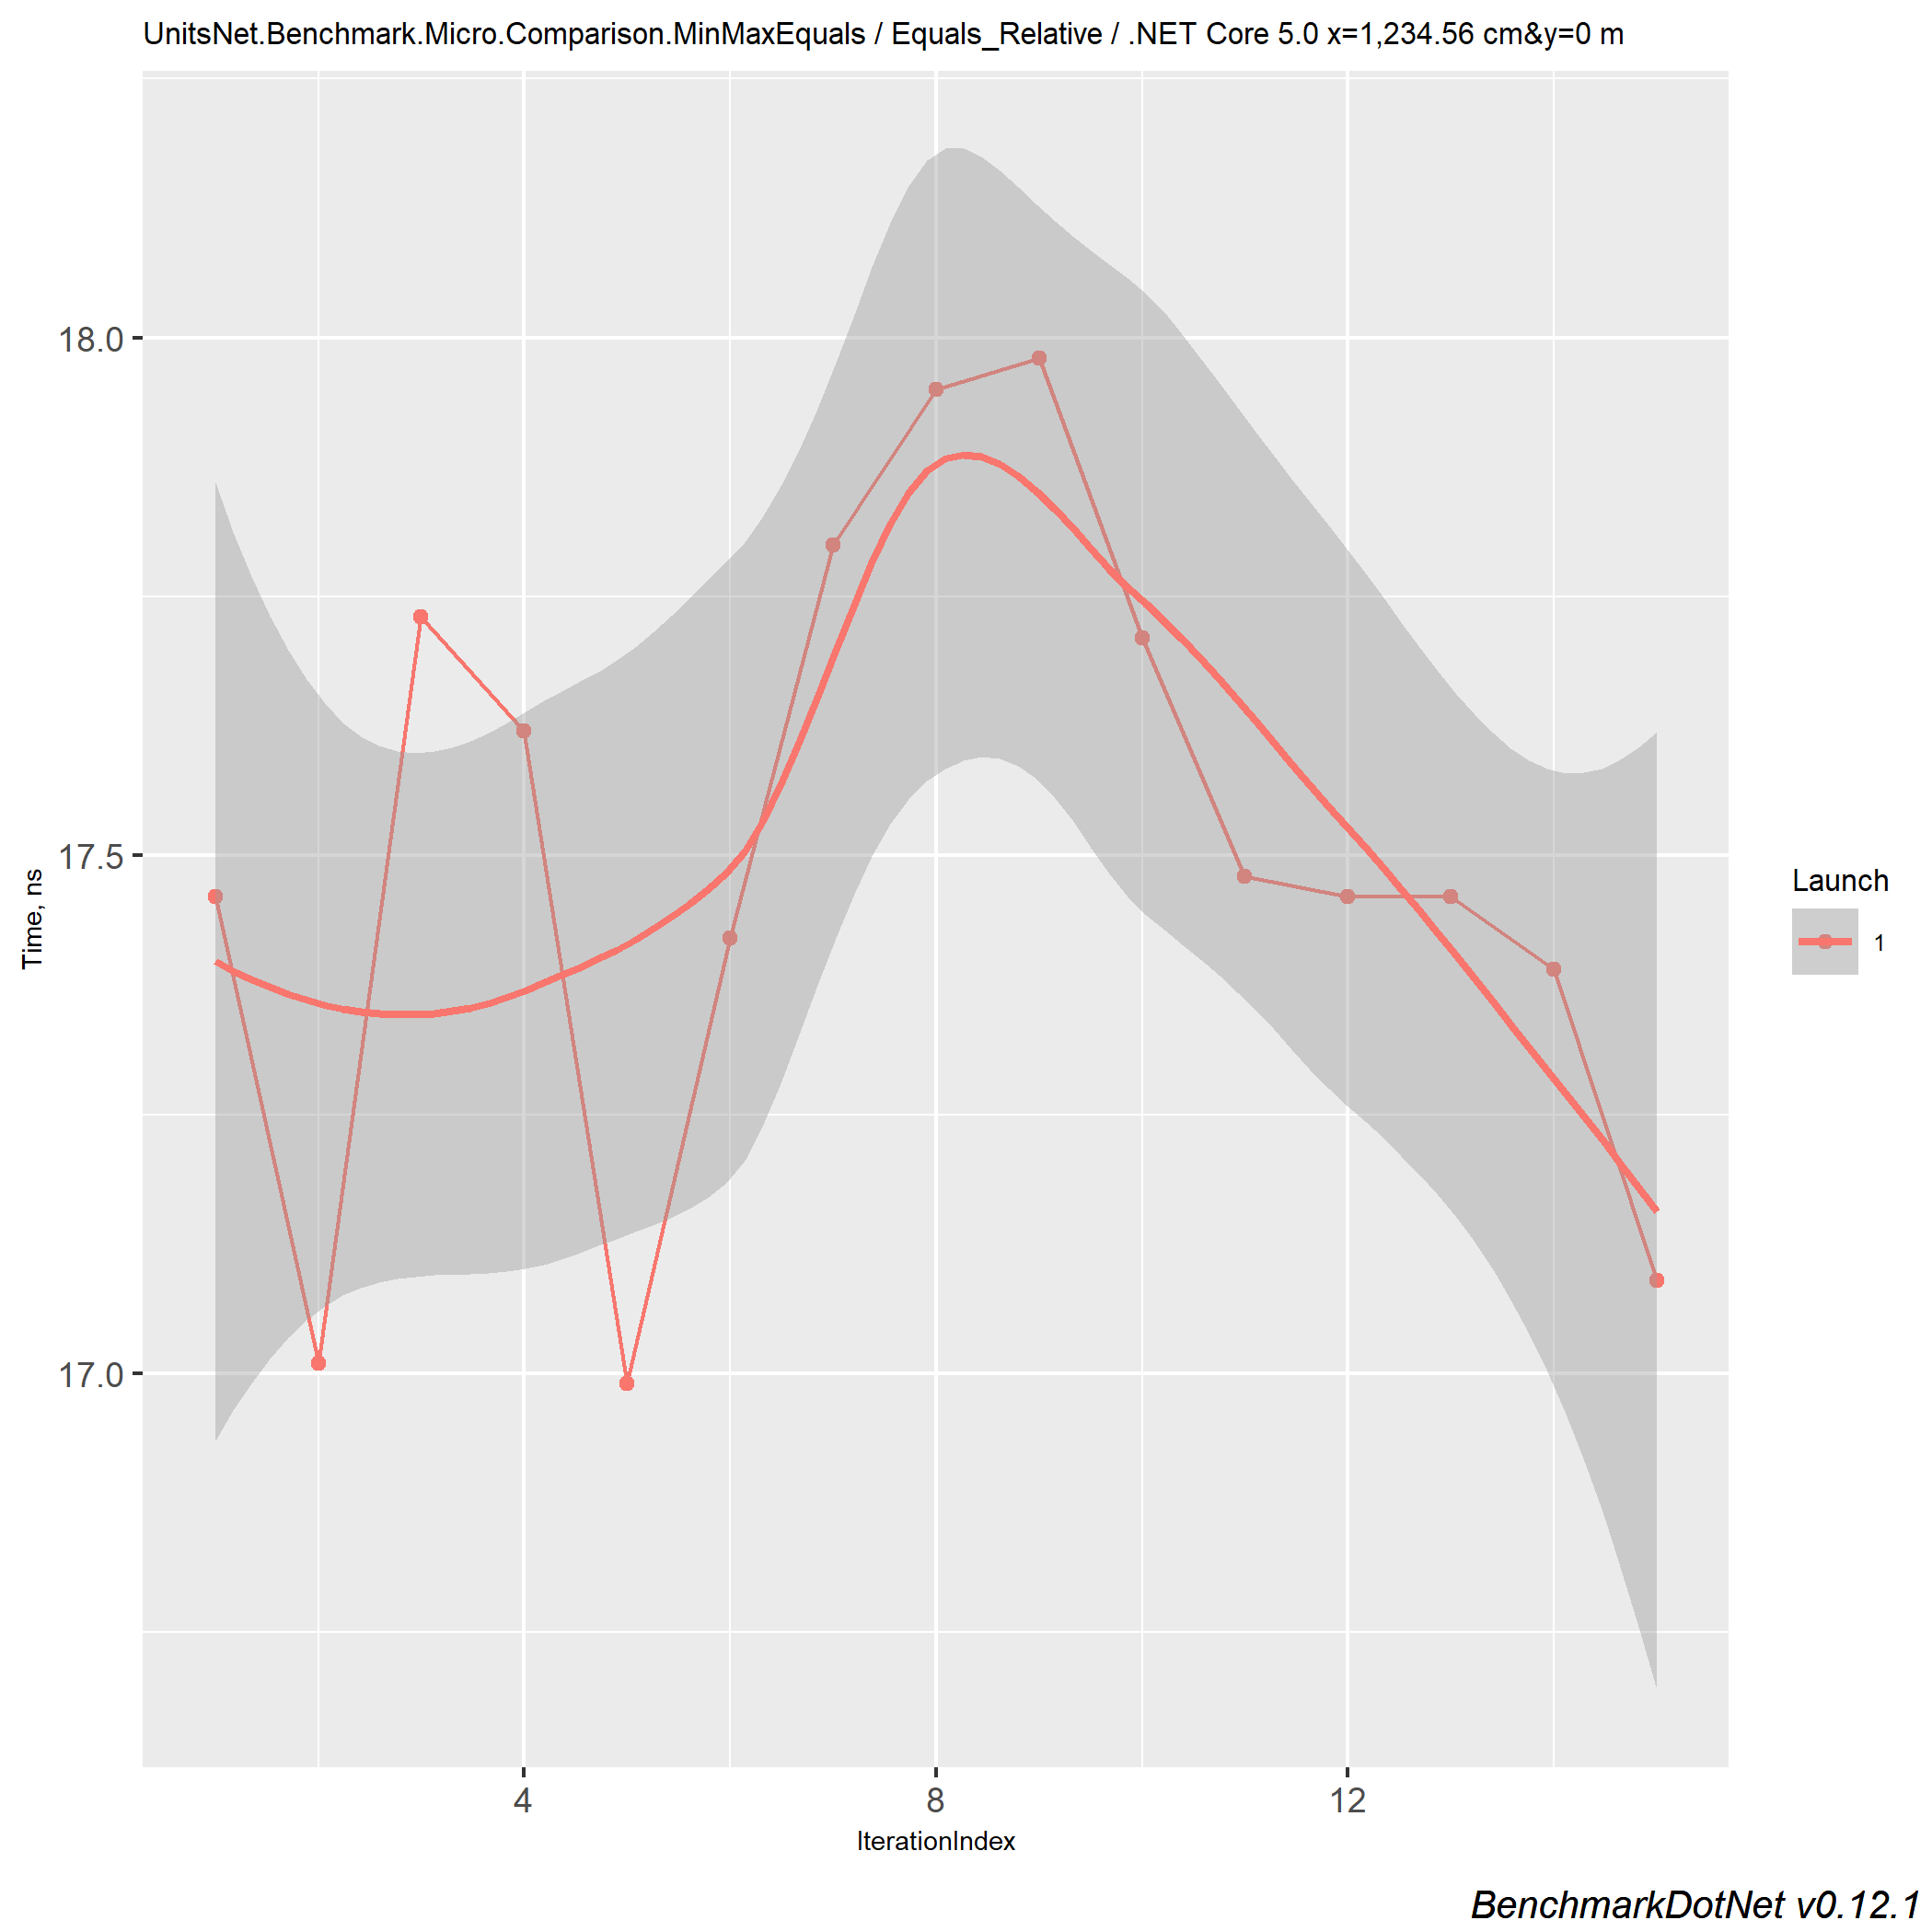 UnitsNet.Benchmark.Micro.Comparison.MinMaxEquals / Equals_Relative / .NET Core 5.0 x=1,234.56 cm&y=0 m
18.0
17.5
17.0
Time, ns
4 8 12
IterationIndex
Launch
1
BenchmarkDotNet v0.12.1